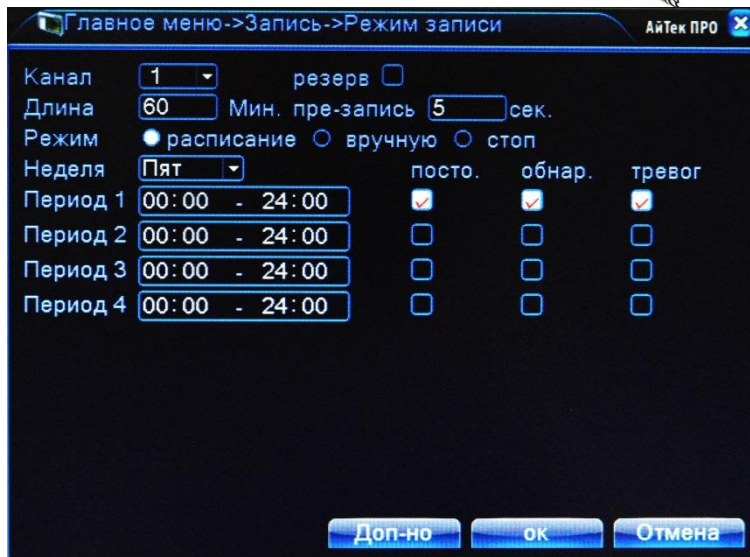 Главное меню->Запись->Режим записи АйТек ПРО
Канал 1 резерв
Длина 60 Мин. пре-запись 5 сек.
Режим расписание вручную стоп
Неделя Пят посто. обнар. тревог
Период 1 00:00 - 24:00
Период 2 00:00 - 24:00
Период 3 00:00 - 24:00
Период 4 00:00 - 24:00
Доп-но ок Отмена